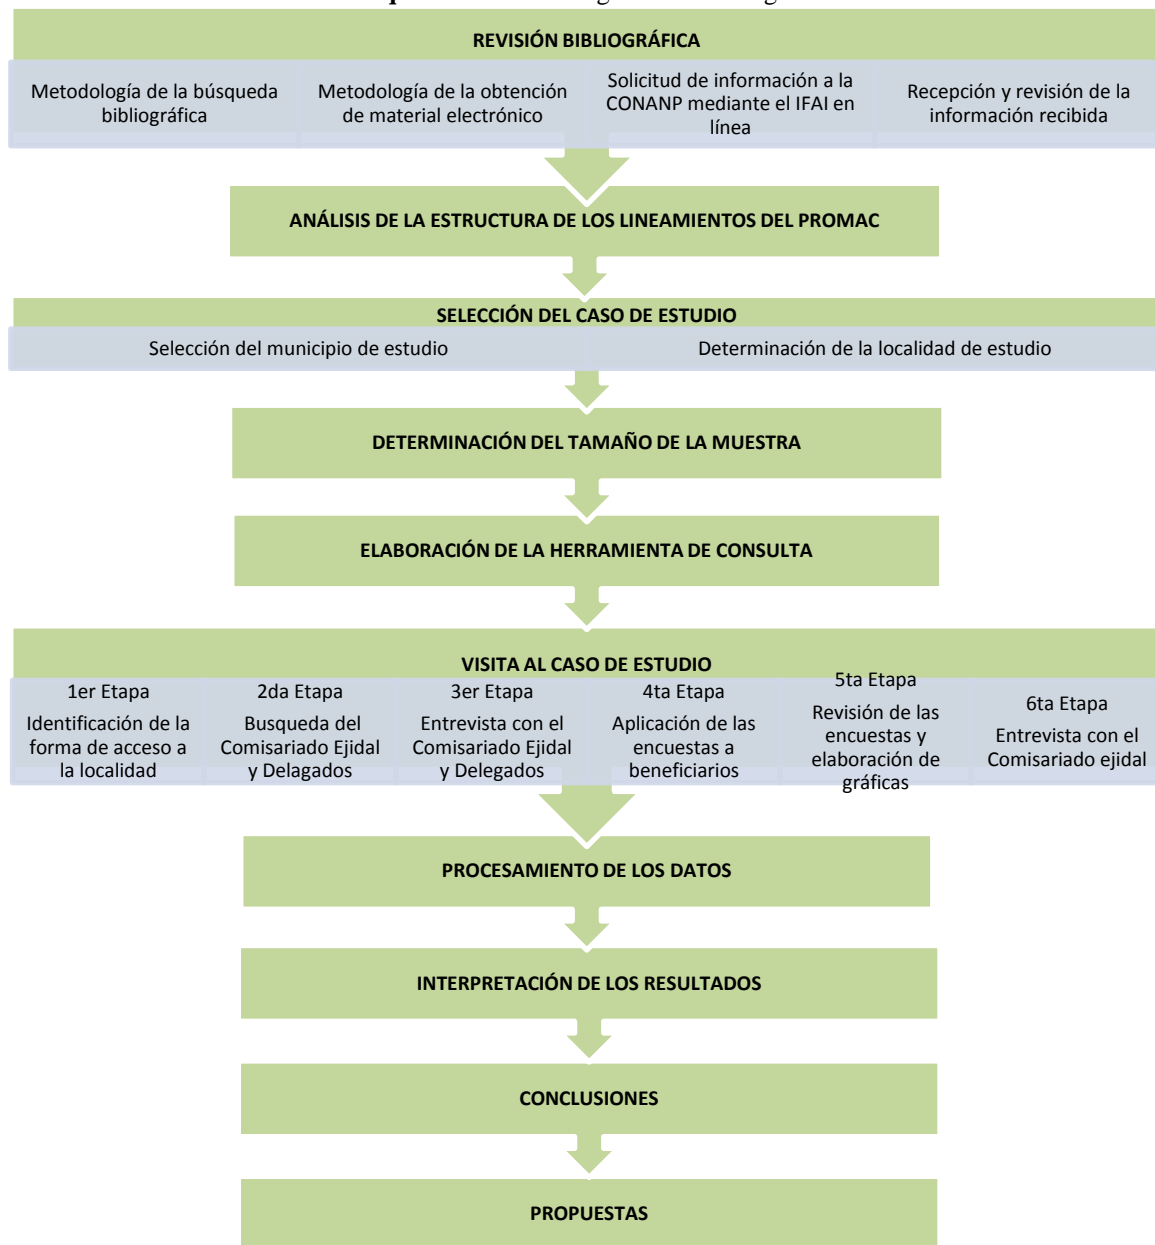 REVISIÓN BIBLIOGRÁFICA
Metodología de la búsqueda
bibliográfica
Metodología de la obtención
de material electrónico
Solicitud de información a la
CONANP mediante el IFAI en
línea
Recepción y revisión de la
información recibida
ANÁLISIS DE LA ESTRUCTURA DE LOS LINEAMIENTOS DEL PROMAC
SELECCIÓN DEL CASO DE ESTUDIO
Selección del municipio de estudio
Determinación de la localidad de estudio
DETERMINACIÓN DEL TAMAÑO DE LA MUESTRA
ELABORACIÓN DE LA HERRAMIENTA DE CONSULTA
VISITA AL CASO DE ESTUDIO
1er Etapa
Identificación de la
forma de acceso a
la localidad
2da Etapa
Busqueda del
Comisariado Ejidal
y Delagados
3er Etapa
Entrevista con el
Comisariado Ejidal
y Delegados
4ta Etapa
Aplicación de las
encuestas a
beneficiarios
5ta Etapa
Revisión de las
encuestas y
elaboración de
gráficas
6ta Etapa
Entrevista con el
Comisariado ejidal
PROCESAMIENTO DE LOS DATOS
INTERPRETACIÓN DE LOS RESULTADOS
CONCLUSIONES
PROPUESTAS